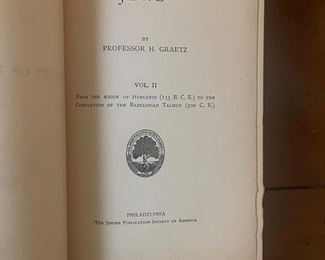 BY
PROFESSOR H. GRAETZ
VOL. II
FROM THE REIGN OF HYRCANUS (135 B. C. E.) TO THE
COMPLETION OF THE BABYLONIAN TALMUD (500 C. E.)
PHILADELPHIA
THE JEWISH PUBLICATION SOCIETY OF AMERICA